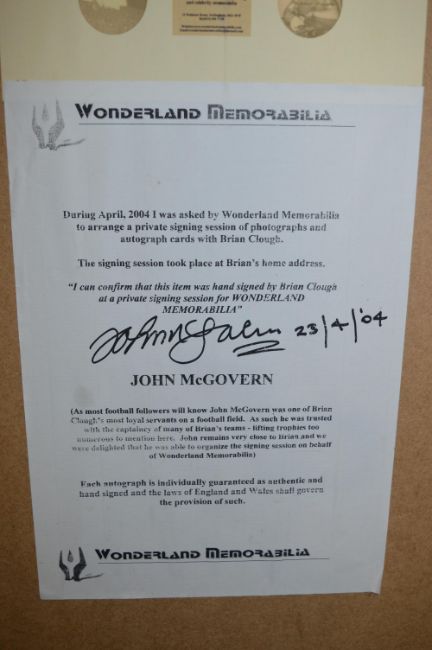 and celebrity memorabilia
WONDERLAND MEMORABILIA
During April, 2004 I was asked by Wonderland Memorabilia
to arrange a private signing session of photographs and
autograph cards with Brian Clough.
The signing session took place at Brian's home address.
"I can confirm that this item was hand signed by Brian Clough
at a private signing session for WONDERLAND
MEMORABILIA"
John McGovern 23/4/'04
JOHN McGOVERN
(As most football followers will know John McGovern was one of Brian
Clough's most loyal servants on a football field. As such he was trusted
with the captaincy of many of Brian's teams - lifting trophies too
numerous to mention here. John remains very close to Brian and we
were delighted that he was able to organize the signing session on behalf
of Wonderland Memorabilia)
Each autograph is individually guaranteed as authentic and
hand signed and the laws of England and Wales shall govern
the provision of such.
WONDERLAND MEMORABILIA